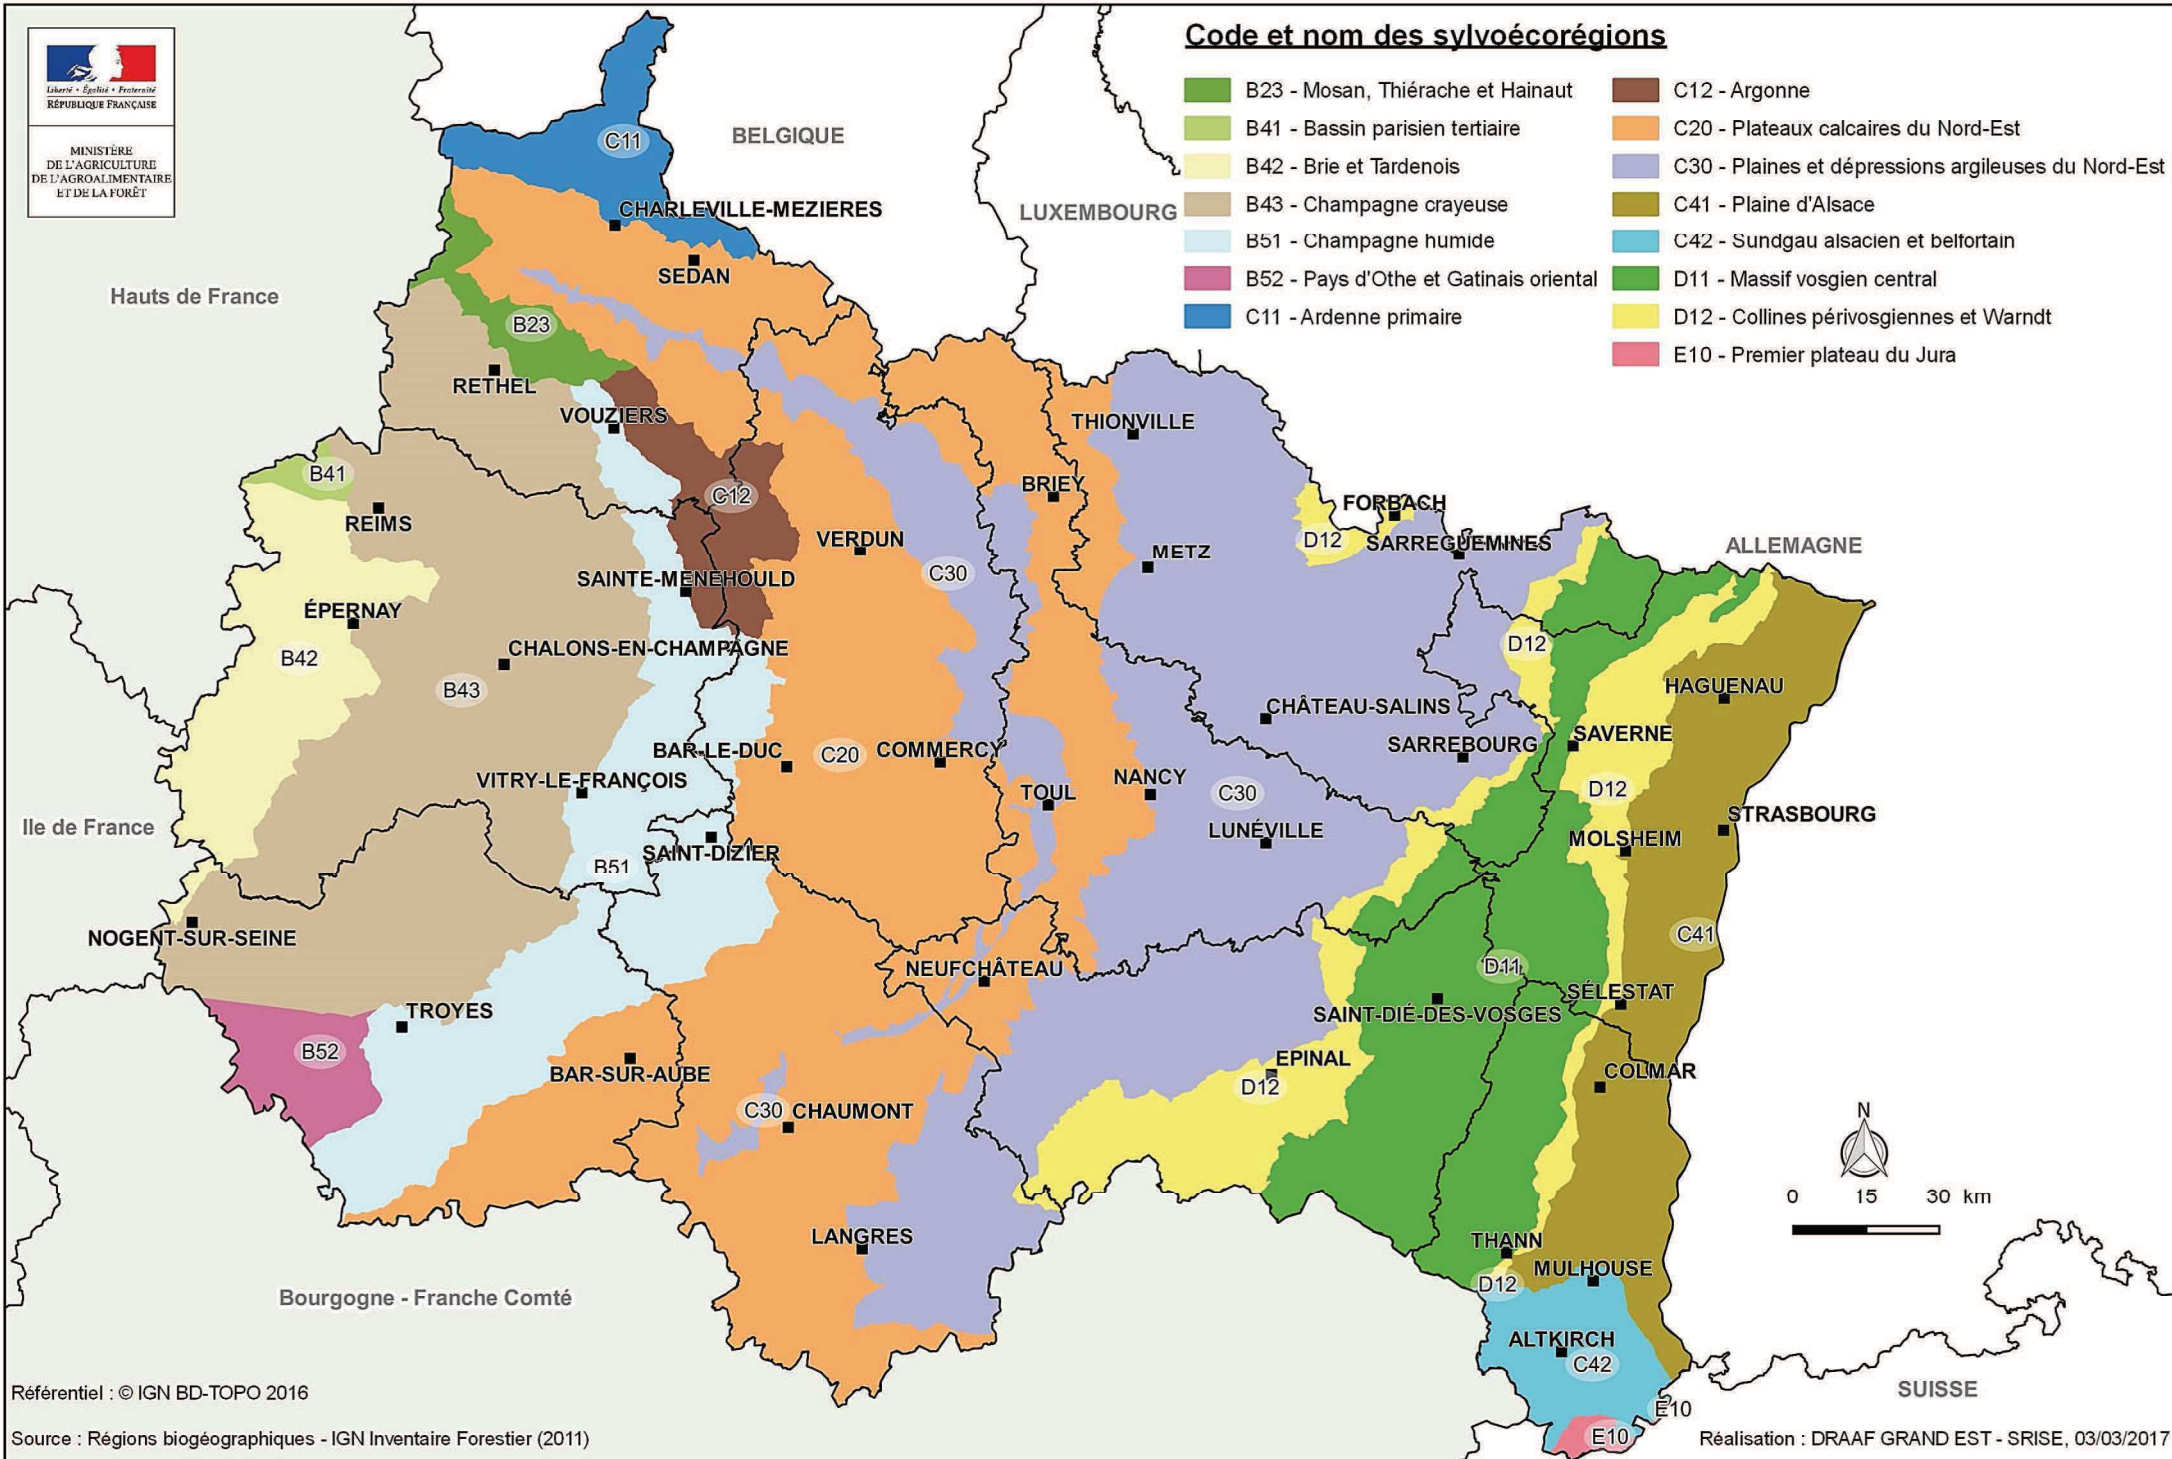 Liberté • Égalité • Fraternité
RÉPUBLIQUE FRANÇAISE
MINISTÈRE
DE L'AGRICULTURE
DE L'AGROALIMENTAIRE
ET DE LA FORÊT
Code et nom des sylvoécorégions
B23 - Mosan, Thiérache et Hainaut
B41 - Bassin parisien tertiaire
B42 - Brie et Tardenois
B43 - Champagne crayeuse
B51 - Champagne humide
B52 - Pays d'Othe et Gatinais oriental
C11 - Ardenne primaire
C12 - Argonne
C20 - Plateaux calcaires du Nord-Est
C30 - Plaines et dépressions argileuses du Nord-Est
C41 - Plaine d'Alsace
C42 - Sundgau alsacien et belfortain
D11 - Massif vosgien central
D12 - Collines périvosgiennes et Warndt
E10 - Premier plateau du Jura
BELGIQUE
C11
LUXEMBOURG
CHARLEVILLE-MEZIERES
SEDAN
Hauts de France
B23
RETHEL
VOUZIERS
THIONVILLE
B41
C12
BRIEY
FORBACH
REIMS
VERDUN
D12
SARREGUEMINES
ALLEMAGNE
METZ
C30
SAINTE-MENEHOULD
ÉPERNAY
CHALONS-EN-CHAMPAGNE
D12
B42
B43
HAGUENAU
CHÂTEAU-SALINS
SAVERNE
BAR-LE-DUC
C20
COMMERCY
SARREBOURG
VITRY-LE-FRANÇOIS
NANCY
TOUL
C30
D12
STRASBOURG
Ile de France
LUNÉVILLE
MOLSHEIM
SAINT-DIZIER
B51
NOGENT-SUR-SEINE
C41
NEUFCHÂTEAU
D11
SÉLESTAT
TROYES
SAINT-DIÉ-DES-VOSGES
B52
EPINAL
BAR-SUR-AUBE
D12
COLMAR
C30
CHAUMONT
N
0 15 30 km
LANGRES
THANN
MULHOUSE
D12
Bourgogne - Franche Comté
ALTKIRCH
C42
SUISSE
E10
E10
Référentiel : © IGN BD-TOPO 2016
Source : Régions biogéographiques - IGN Inventaire Forestier (2011)
Réalisation : DRAAF GRAND EST - SRISE, 03/03/2017